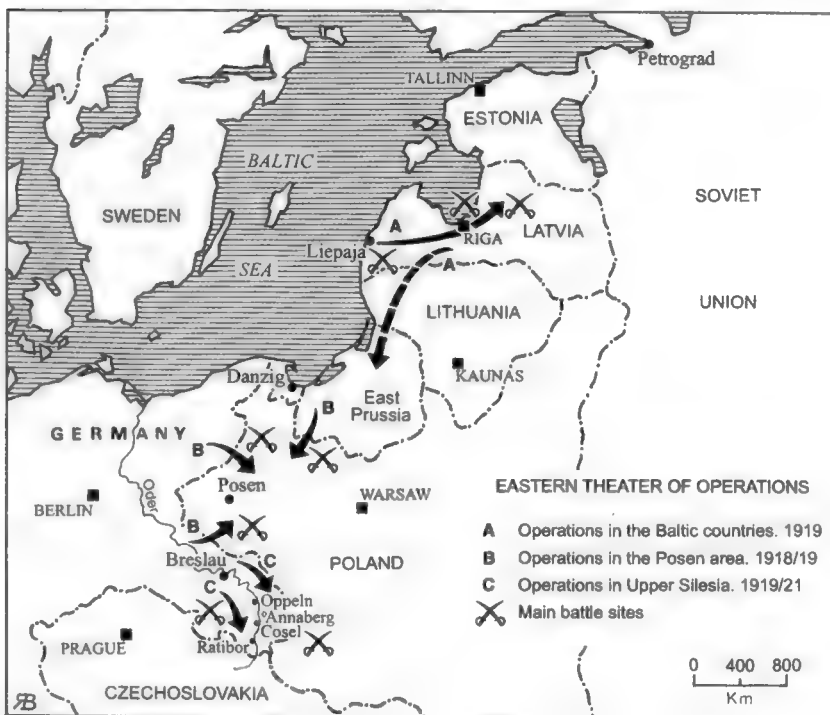 Petrograd
TALLINN
ESTONIA
BALTIC
SOVIET
SWEDEN
A
LATVIA
RIGA
Liepaja
SEA
A
LITHUANIA
UNION
KAUNAS
Danzig
East
Prussia
B
GERMANY
B
Oder
Posen
BERLIN
WARSAW
B
POLAND
Breslau
C
C
Oppeln
Annaberg
Cosel
Ratibor
PRAGUE
CZECHOSLOVAKIA
EASTERN THEATER OF OPERATIONS
A Operations in the Baltic countries. 1919
B Operations in the Posen area. 1918/19
C Operations in Upper Silesia. 1919/21
Main battle sites
0 400 800
Km